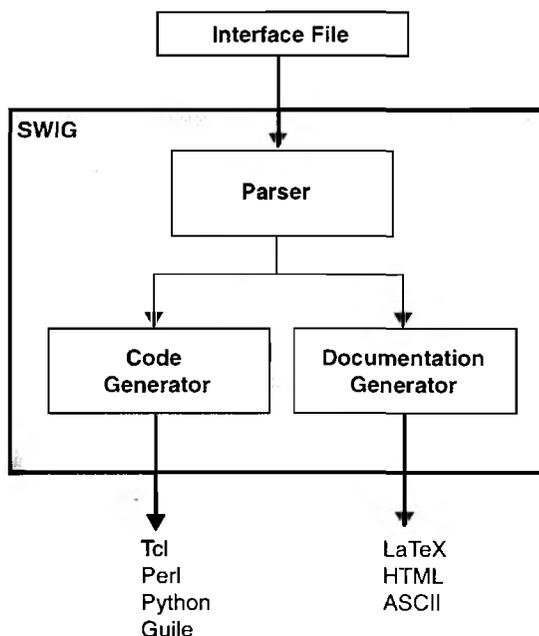 Interface File
SWIG
Parser
Code
Generator
Documentation
Generator
Tcl
Perl
Python
Guile
LaTeX
HTML
ASCII